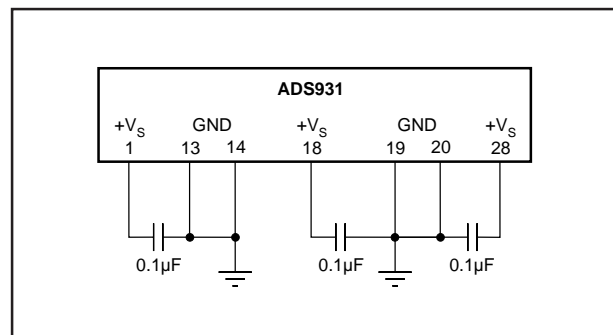 ADS931
+VS GND +VS GND +VS
1 13 14 18 19 20 28
0.1µF 0.1µF 0.1µF